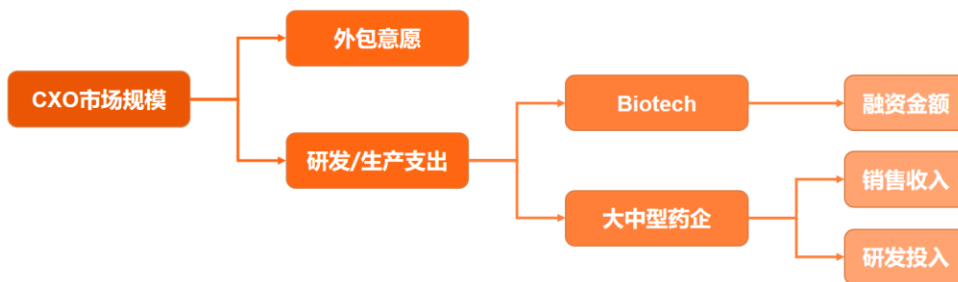 外包意愿
CXO市场规模
Biotech
融资金额
研发/生产支出
销售收入
大中型药企
研发投入